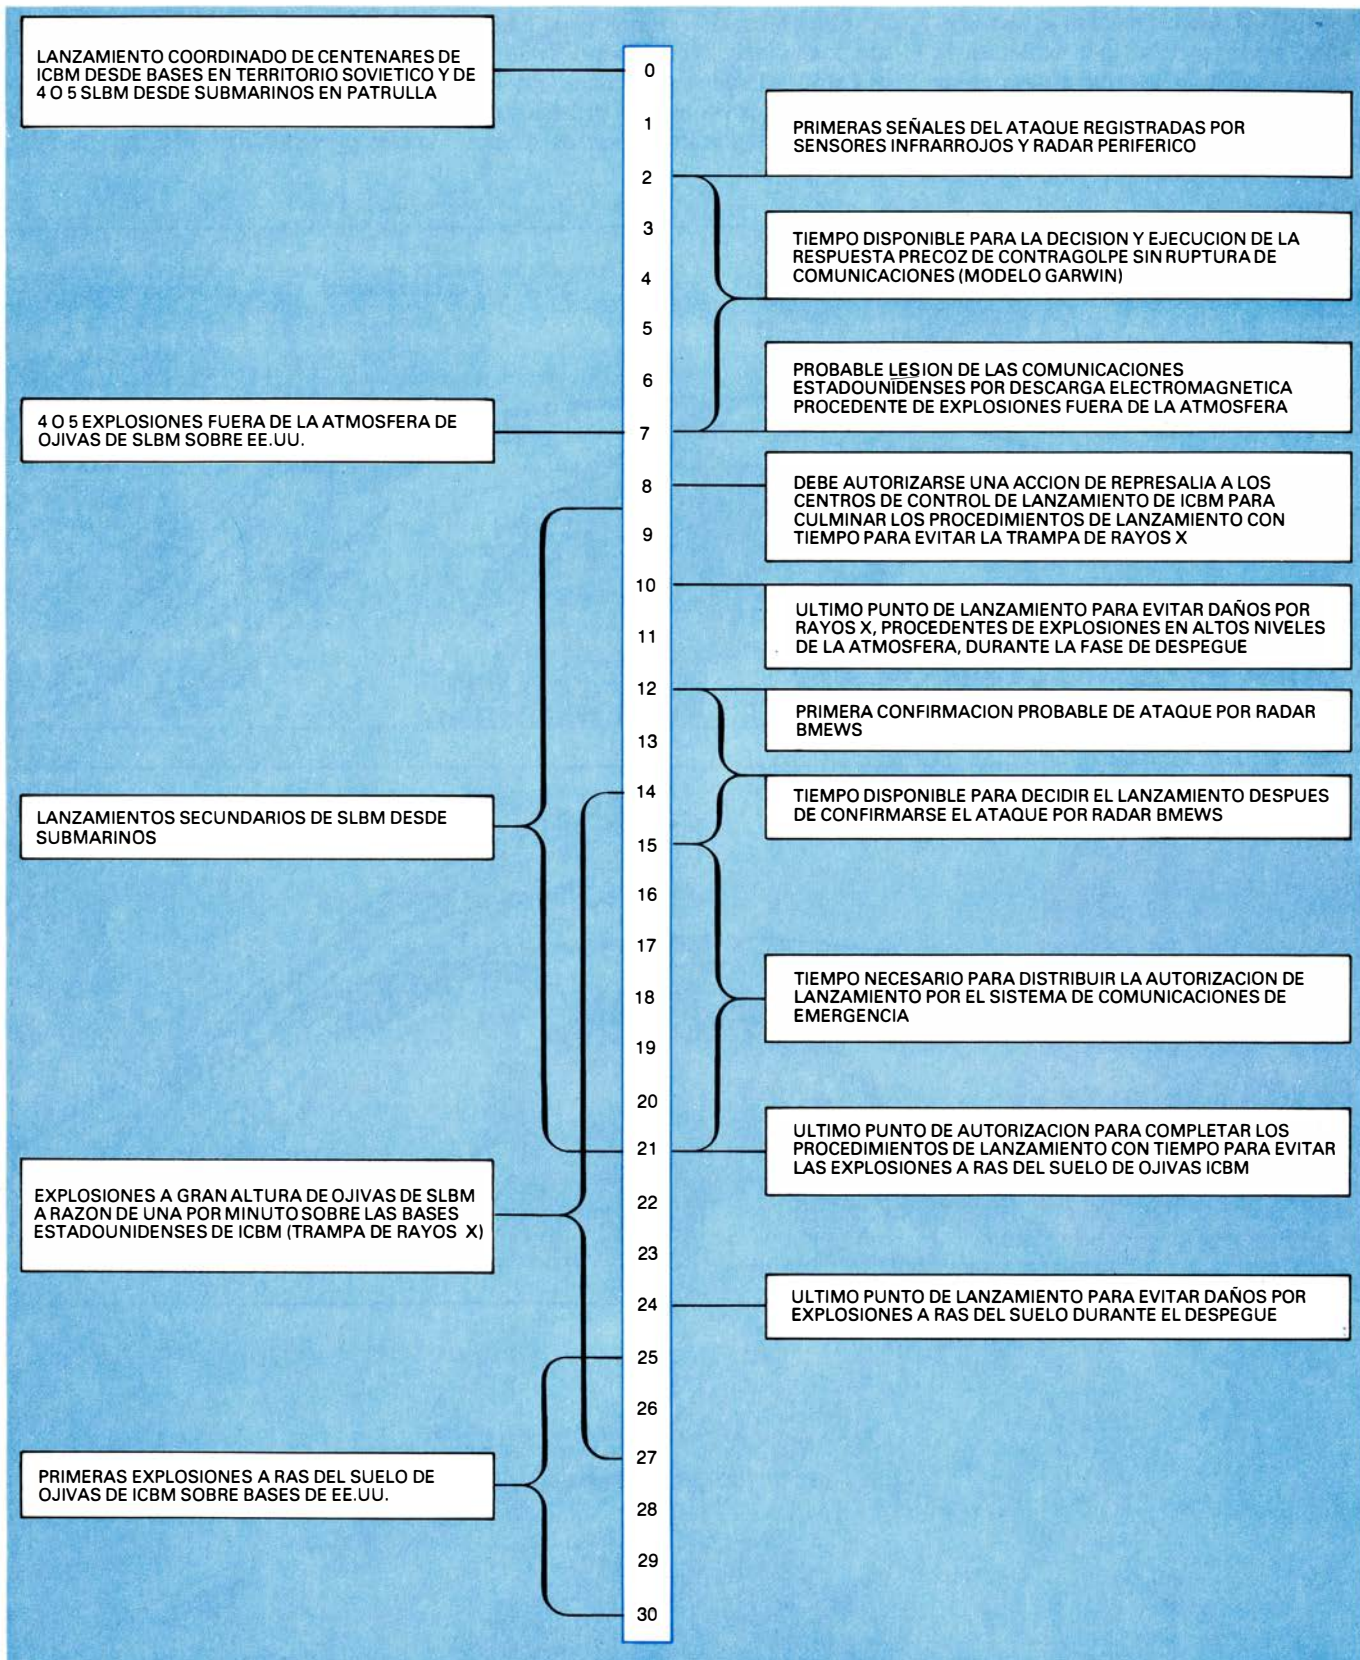 LANZAMIENTO COORDINADO DE CENTENARES DE
ICBM DESDE BASES EN TERRITORIO SOVIETICO Y DE
4 O 5 SLBM DESDE SUBMARINOS EN PATRULLA
4 O 5 EXPLOSIONES FUERA DE LA ATMOSFERA DE
OJIVAS DE SLBM SOBRE EE.UU.
LANZAMIENTOS SECUNDARIOS DE SLBM DESDE
SUBMARINOS
EXPLOSIONES A GRAN ALTURA DE OJIVAS DE SLBM
A RAZON DE UNA POR MINUTO SOBRE LAS BASES
ESTADOUNIDENSES DE ICBM (TRAMPA DE RAYOS X)
PRIMERAS EXPLOSIONES A RAS DEL SUELO DE
OJIVAS DE ICBM SOBRE BASES DE EE.UU.
0
1
2
3
4
5
6
7
8
9
10
11
12
13
14
15
16
17
18
19
20
21
22
23
24
25
26
27
28
29
30
PRIMERAS SEÑALES DEL ATAQUE REGISTRADAS POR
SENSORES INFRARROJOS Y RADAR PERIFERICO
TIEMPO DISPONIBLE PARA LA DECISION Y EJECUCION DE LA
RESPUESTA PRECOZ DE CONTRAGOLPE SIN RUPTURA DE
COMUNICACIONES (MODELO GARWIN)
PROBABLE LESION DE LAS COMUNICACIONES
ESTADOUNIDENSES POR DESCARGA ELECTROMAGNETICA
PROCEDENTE DE EXPLOSIONES FUERA DE LA ATMOSFERA
DEBE AUTORIZARSE UNA ACCION DE REPRESALIA A LOS
CENTROS DE CONTROL DE LANZAMIENTO DE ICBM PARA
CULMINAR LOS PROCEDIMIENTOS DE LANZAMIENTO CON
TIEMPO PARA EVITAR LA TRAMPA DE RAYOS X
ULTIMO PUNTO DE LANZAMIENTO PARA EVITAR DAÑOS POR
RAYOS X, PROCEDENTES DE EXPLOSIONES EN ALTOS NIVELES
DE LA ATMOSFERA, DURANTE LA FASE DE DESPEGUE
PRIMERA CONFIRMACION PROBABLE DE ATAQUE POR RADAR
BMEWS
TIEMPO DISPONIBLE PARA DECIDIR EL LANZAMIENTO DESPUES
DE CONFIRMARSE EL ATAQUE POR RADAR BMEWS
TIEMPO NECESARIO PARA DISTRIBUIR LA AUTORIZACION DE
LANZAMIENTO POR EL SISTEMA DE COMUNICACIONES DE
EMERGENCIA
ULTIMO PUNTO DE AUTORIZACION PARA COMPLETAR LOS
PROCEDIMIENTOS DE LANZAMIENTO CON TIEMPO PARA EVITAR
LAS EXPLOSIONES A RAS DEL SUELO DE OJIVAS ICBM
ULTIMO PUNTO DE LANZAMIENTO PARA EVITAR DAÑOS POR
EXPLOSIONES A RAS DEL SUELO DURANTE EL DESPEGUE